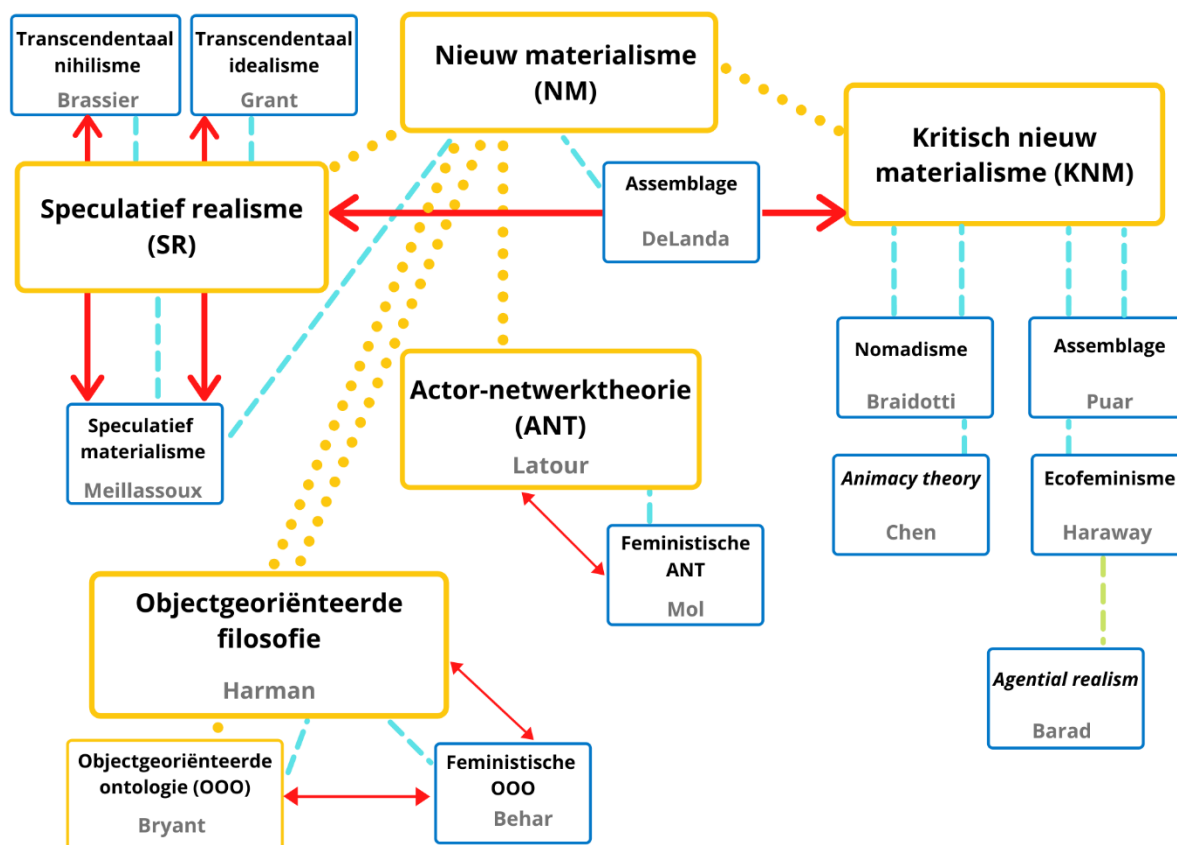 Transcendentaal
nihilisme
Brassier
Transcendentaal
idealisme
Grant
Nieuw materialisme
(NM)
Kritisch nieuw
materialisme (KNM)
Speculatief realisme
(SR)
Assemblage
DeLanda
Nomadisme
Braidotti
Assemblage
Puar
Actor-netwerktheorie
(ANT)
Latour
Speculatief
materialisme
Meillassoux
Animacy theory
Chen
Ecofeminisme
Haraway
Feministische
ANT
Mol
Objectgeoriënteerde
filosofie
Harman
Agential realism
Barad
Objectgeoriënteerde
ontologie (OOO)
Bryant
Feministische
OOO
Behar